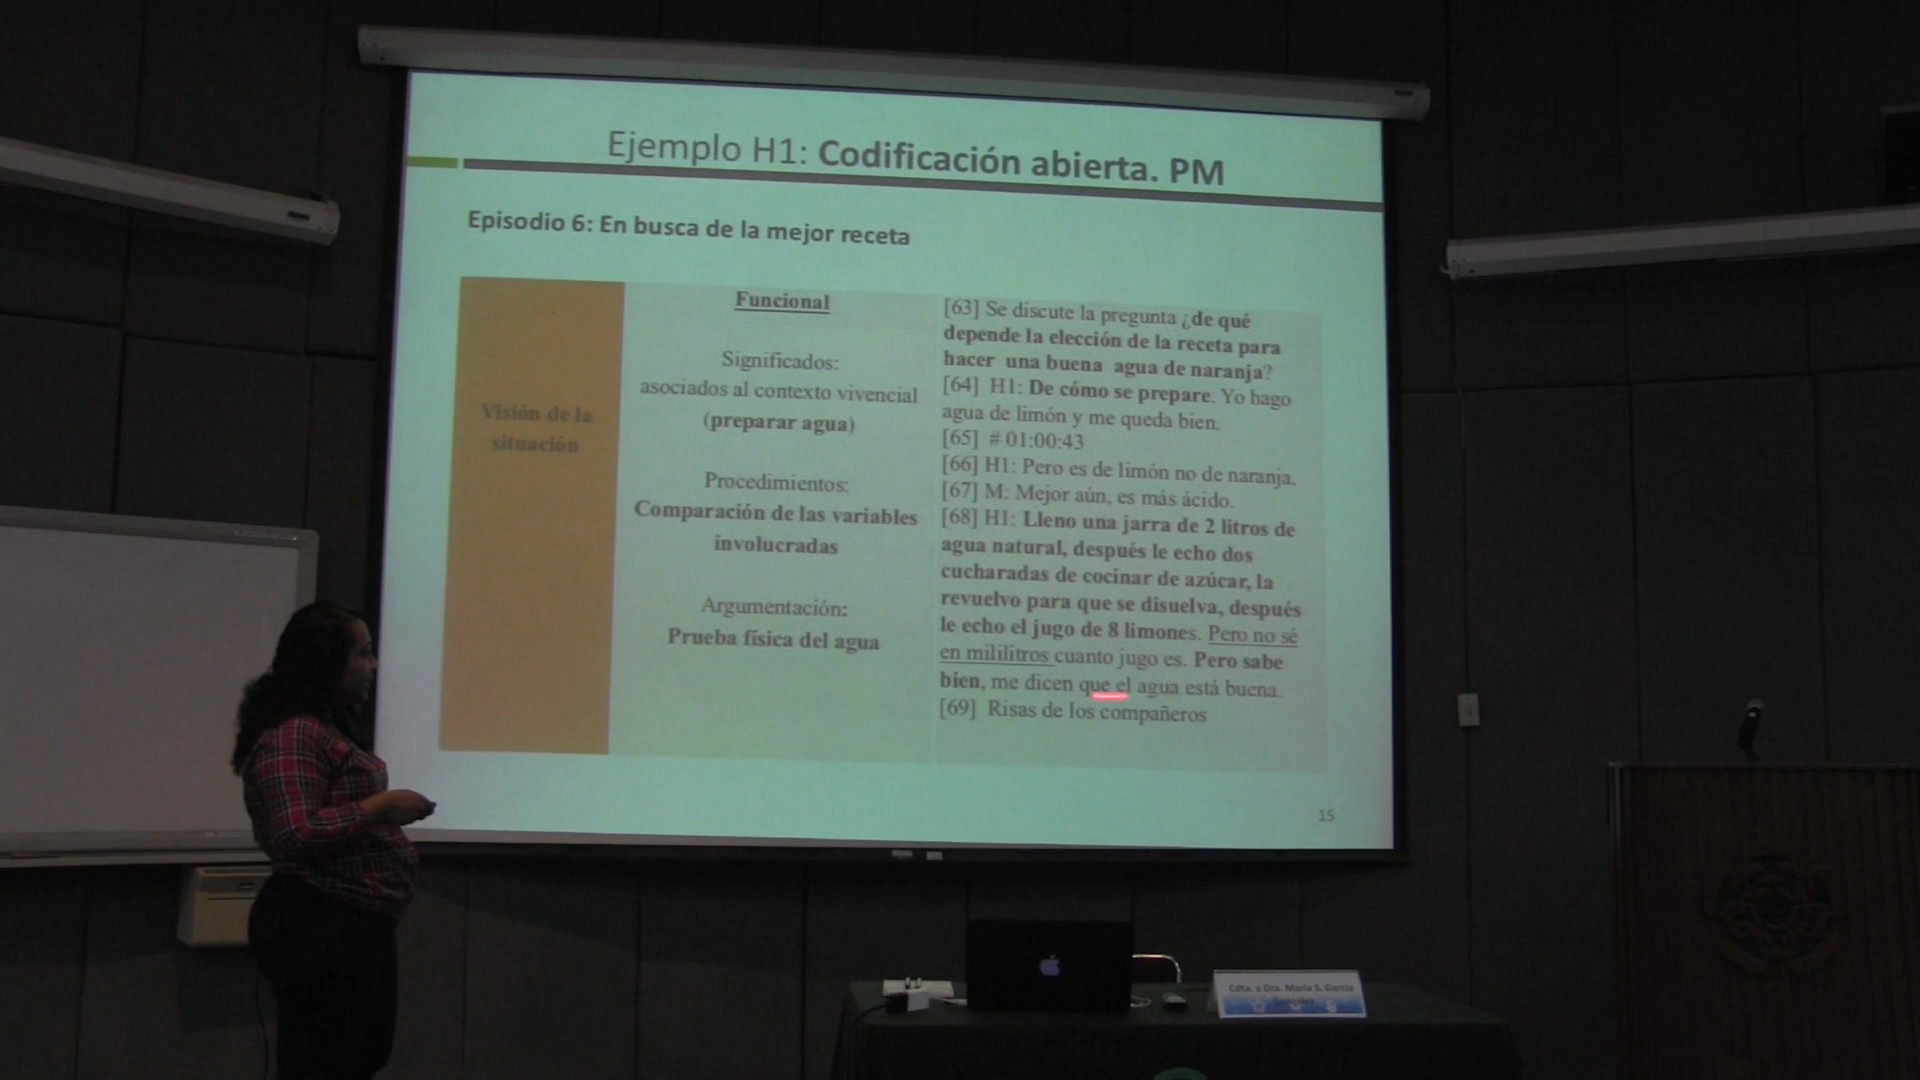 Ejemplo H1: Codificación abierta. PM
Episodio 6: En busca de la mejor receta
Visión de la
situación
Funcional
Significados:
asociados al contexto vivencial
(preparar agua)
Procedimientos:
Comparación de las variables
involucradas
Argumentación:
Prueba física del agua
[63] Se discute la pregunta ¿de qué
depende la elección de la receta para
hacer una buena agua de naranja?
[64] H1: De cómo se prepare. Yo hago
agua de limón y me queda bien.
[65] # 01:00:43
[66] H1: Pero es de limón no de naranja.
[67] M: Mejor aún, es más ácido.
[68] H1: Lleno una jarra de 2 litros de
agua natural, después le echo dos
cucharadas de cocinar de azúcar, la
revuelvo para que se disuelva, después
le echo el jugo de 8 limones. Pero no sé
en mililitros cuanto jugo es. Pero sabe
bien, me dicen que el agua está buena.
[69] Risas de los compañeros
15
Cdta. a Dra. María S. García
González